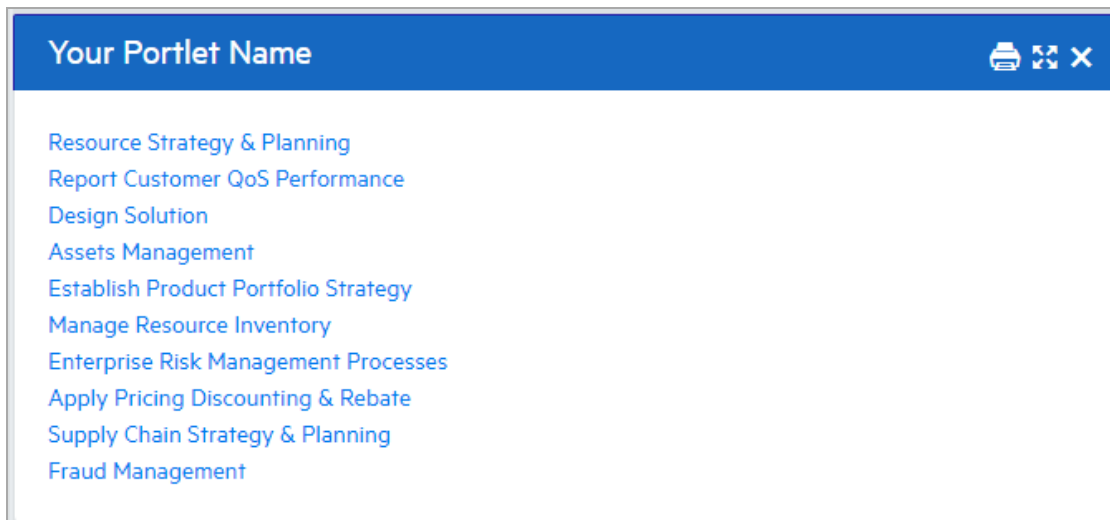 Your Portlet Name
Resource Strategy & Planning
Report Customer QoS Performance
Design Solution
Assets Management
Establish Product Portfolio Strategy
Manage Resource Inventory
Enterprise Risk Management Processes
Apply Pricing Discounting & Rebate
Supply Chain Strategy & Planning
Fraud Management